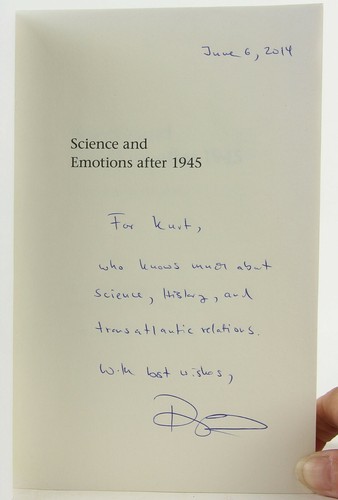 June 6, 2014
Science and
Emotions after 1945
For Kurt,
who knows much about
Science, History, and
transatlantic relations.
With best wishes,